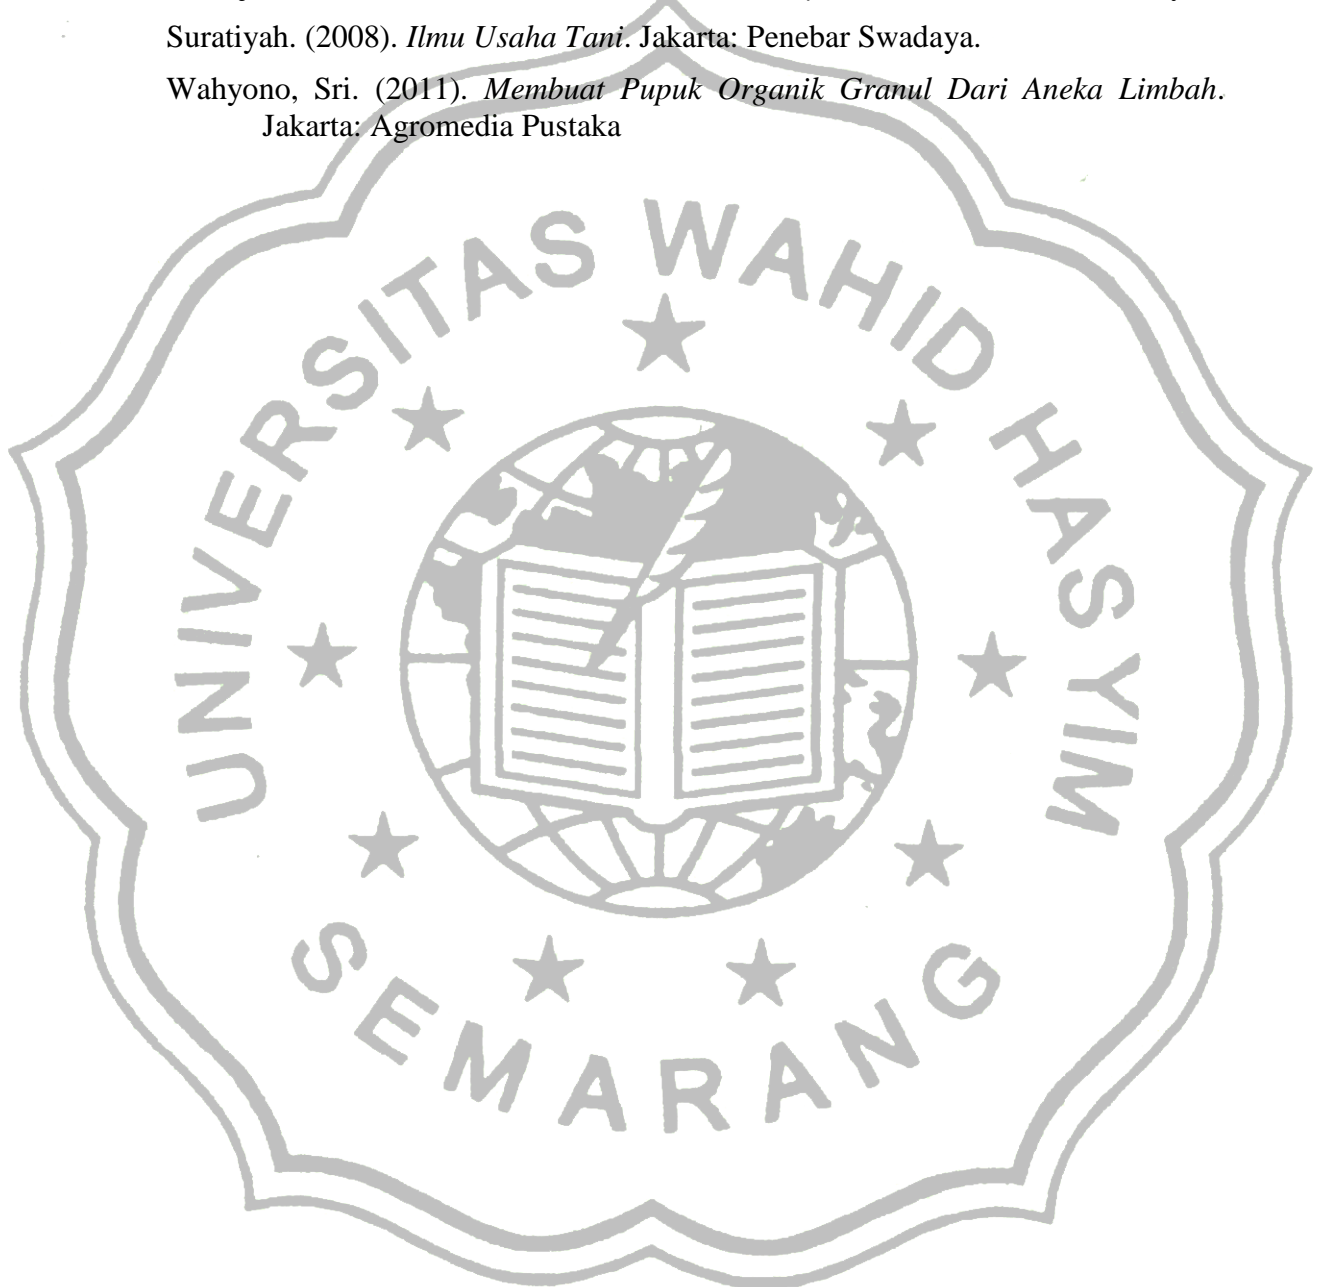 Suratiyah. (2008). Ilmu Usaha Tani. Jakarta: Penebar Swadaya.
Wahyono, Sri. (2011). Membuat Pupuk Organik Granul Dari Aneka Limbah.
Jakarta: Agromedia Pustaka
UNIVERSITAS WAHID HASYIM
SEMARANG